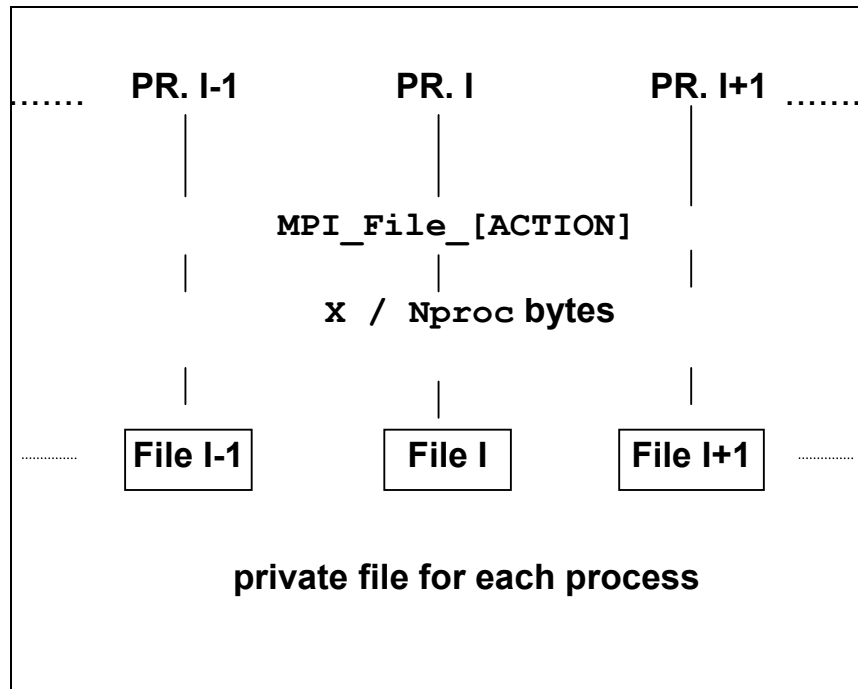 ....... PR. I-1 PR. I PR. I+1 .......
MPI_File_[ACTION]
X / Nproc bytes
............... File I-1 File I File I+1 ...............
private file for each process